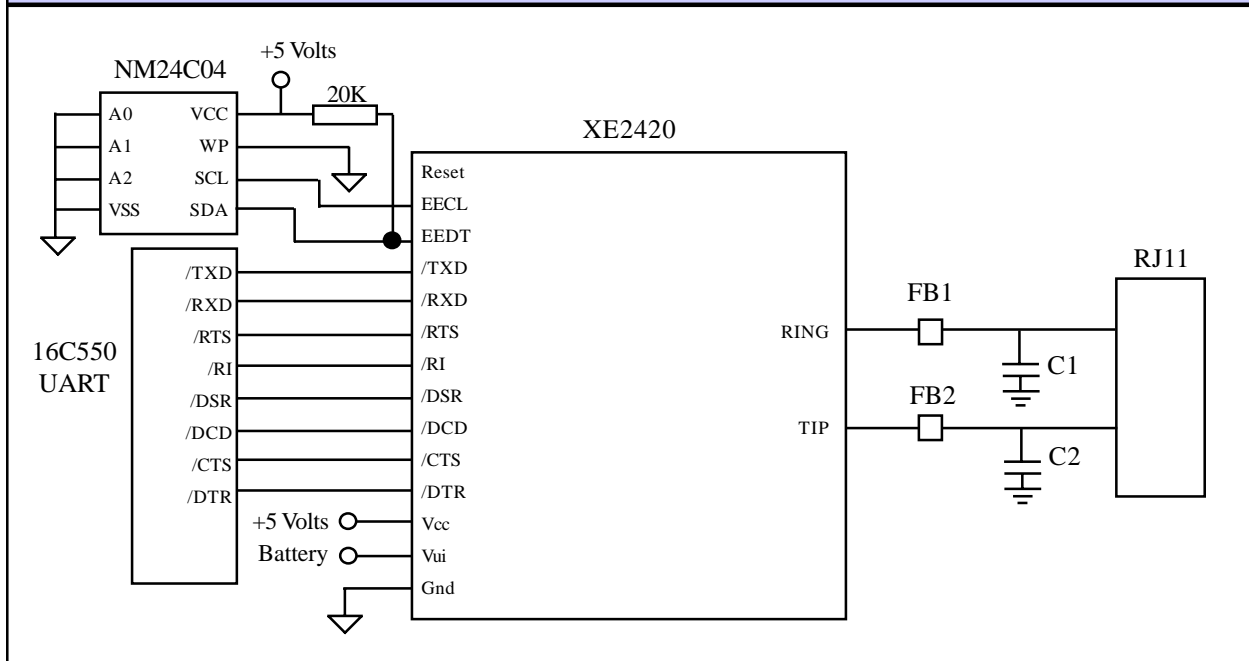 +5 Volts
NM24C04
20K
A0
A1
A2
VSS
VCC
WP
SCL
SDA
XE2420
Reset
EECL
EEDT
/TXD
/RXD
/RTS
/RI
/DSR
/DCD
/CTS
/DTR
Vcc
Vui
Gnd
16C550
UART
/TXD
/RXD
/RTS
/RI
/DSR
/DCD
/CTS
/DTR
+5 Volts
Battery
RING
TIP
FB1
C1
FB2
C2
RJ11